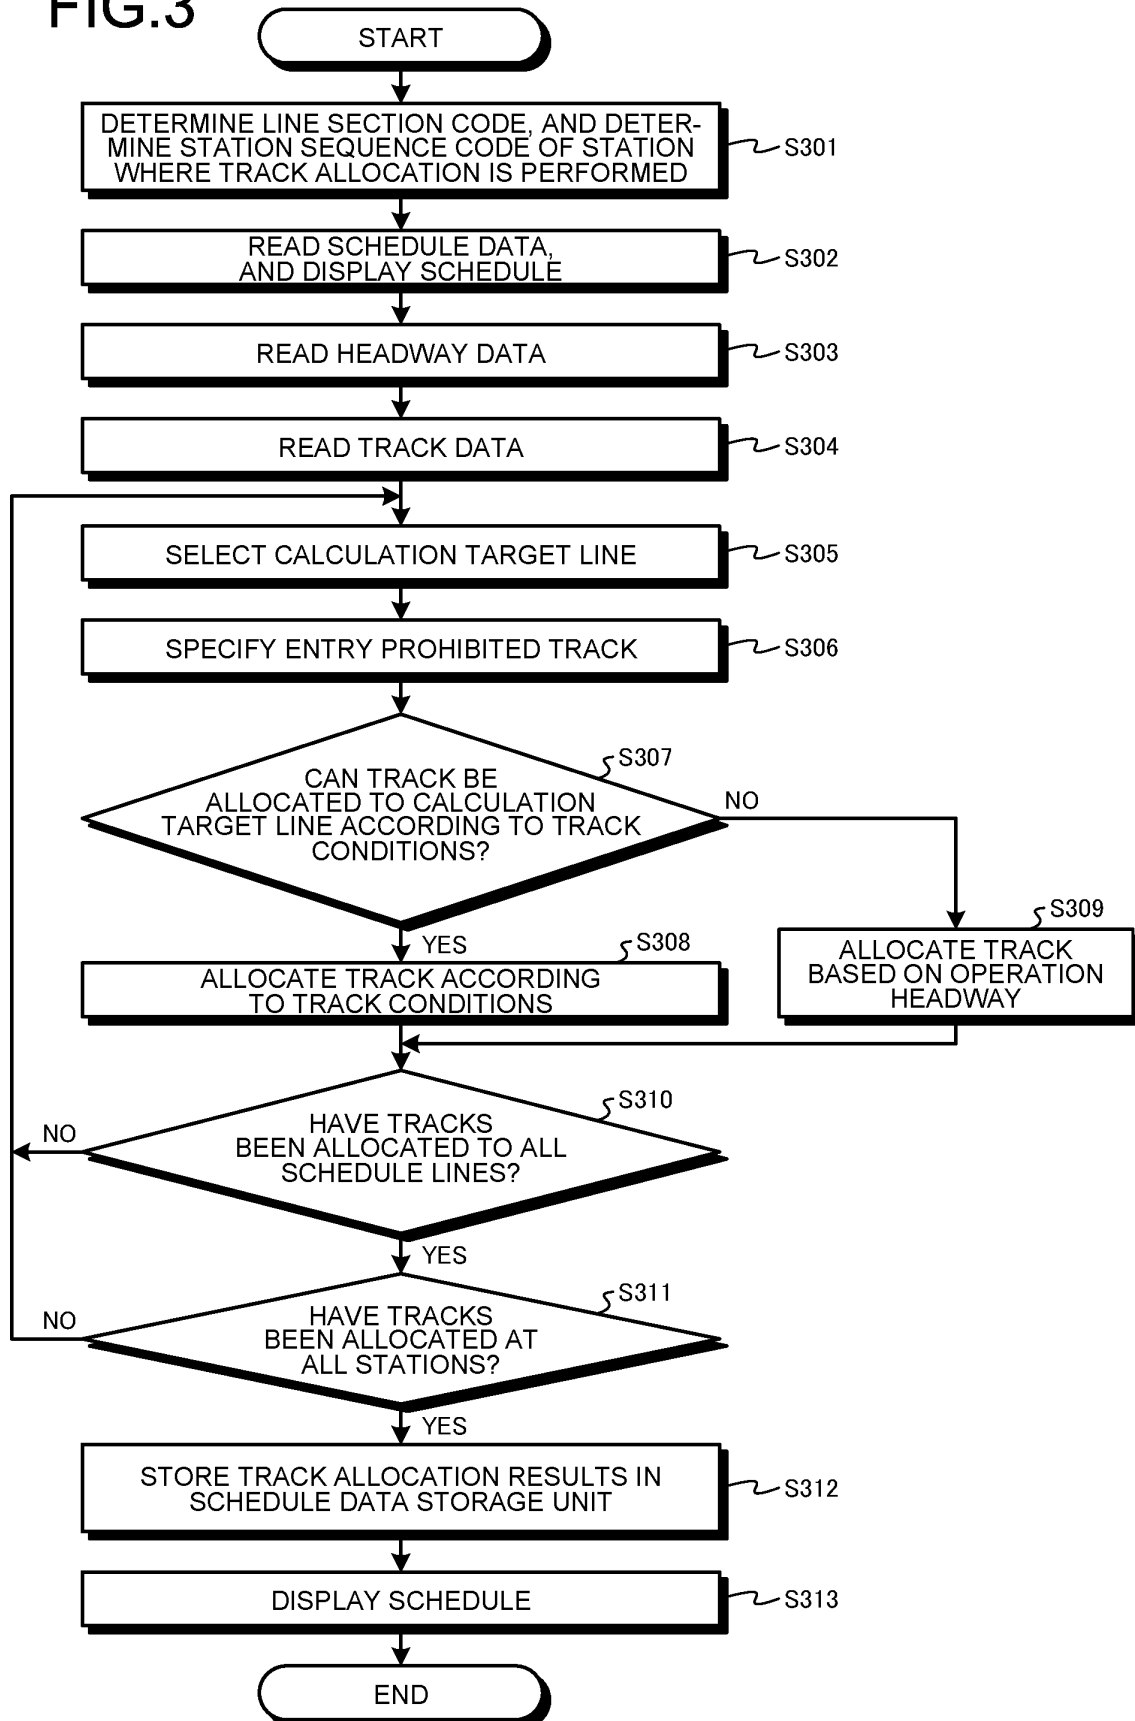 FIG.3
START
DETERMINE LINE SECTION CODE, AND DETER-
MINE STATION SEQUENCE CODE OF STATION
WHERE TRACK ALLOCATION IS PERFORMED
S301
READ SCHEDULE DATA,
AND DISPLAY SCHEDULE
S302
READ HEADWAY DATA
S303
READ TRACK DATA
S304
SELECT CALCULATION TARGET LINE
S305
SPECIFY ENTRY PROHIBITED TRACK
S306
S307
CAN TRACK BE
ALLOCATED TO CALCULATION
TARGET LINE ACCORDING TO TRACK
CONDITIONS?
NO
YES
S308
ALLOCATE TRACK ACCORDING
TO TRACK CONDITIONS
S309
ALLOCATE TRACK
BASED ON OPERATION
HEADWAY
S310
HAVE TRACKS
BEEN ALLOCATED TO ALL
SCHEDULE LINES?
NO
YES
S311
HAVE TRACKS
BEEN ALLOCATED AT
ALL STATIONS?
NO
YES
STORE TRACK ALLOCATION RESULTS IN
SCHEDULE DATA STORAGE UNIT
S312
DISPLAY SCHEDULE
S313
END